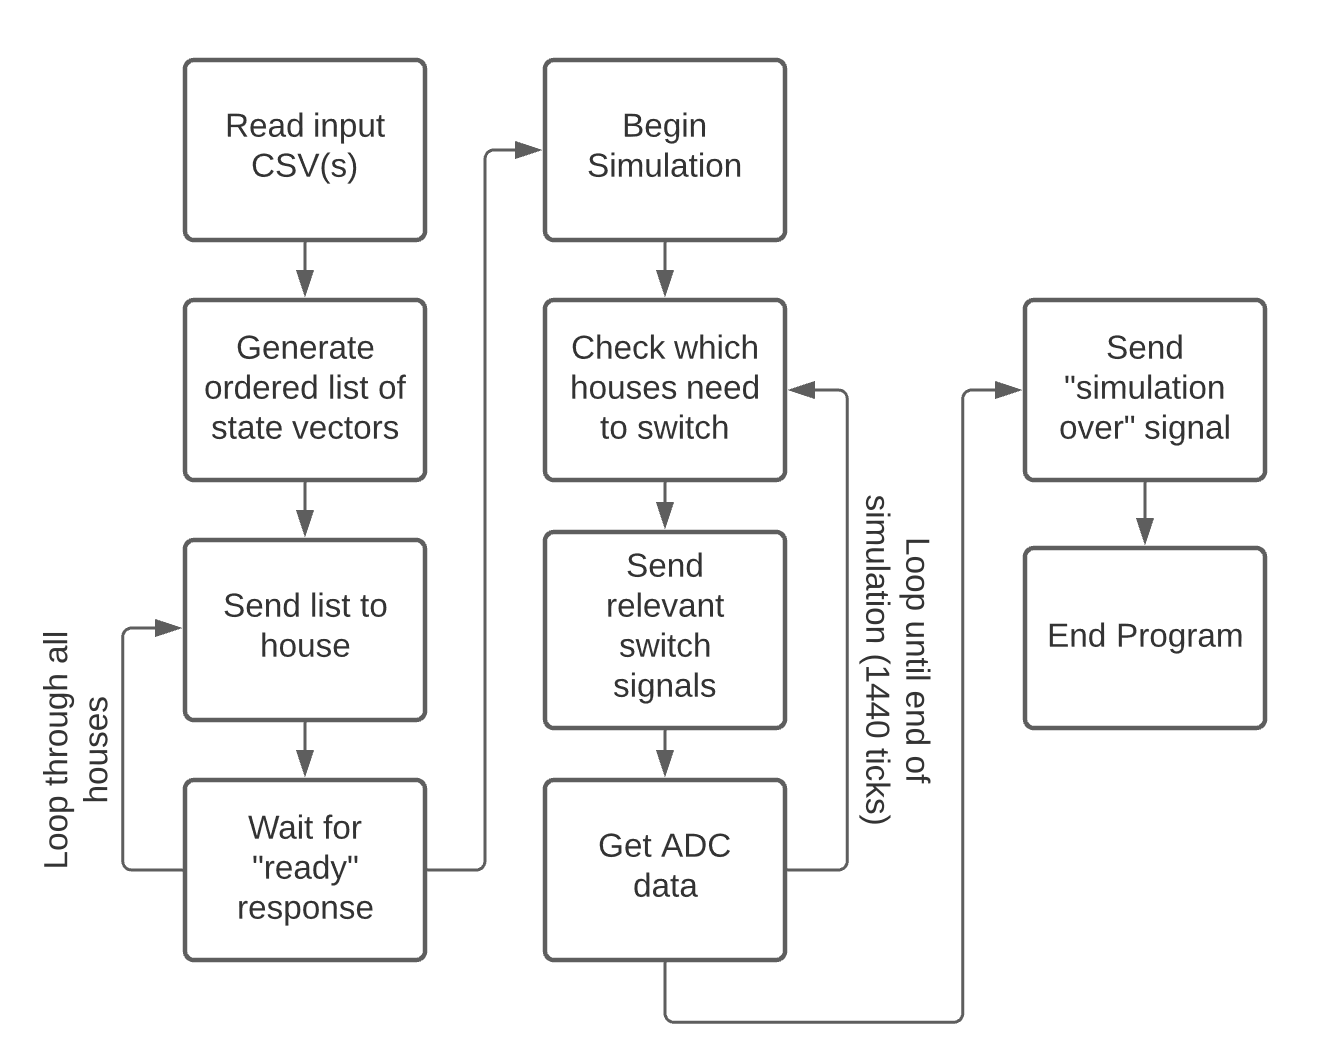 Read input
CSV(s)
Generate
ordered list of
state vectors
Send list to
house
Wait for
"ready"
response
Loop through all
houses
Begin
Simulation
Check which
houses need
to switch
Send
relevant
switch
signals
Get ADC
data
Loop until end of
simulation (1440 ticks)
Send
"simulation
over" signal
End Program